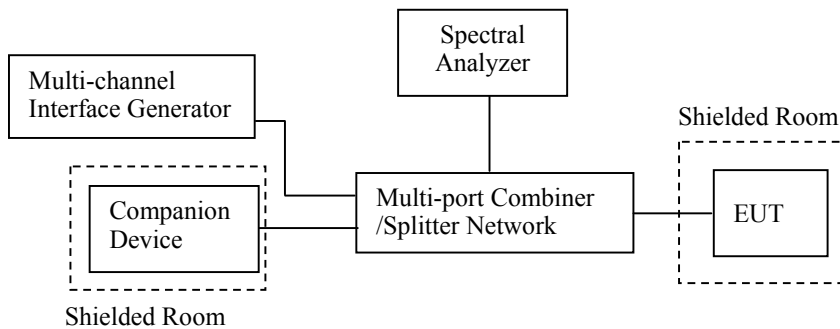 Spectral
Analyzer
Multi-channel
Interface Generator
Shielded Room
Multi-port Combiner
/Splitter Network
Companion
Device
EUT
Shielded Room